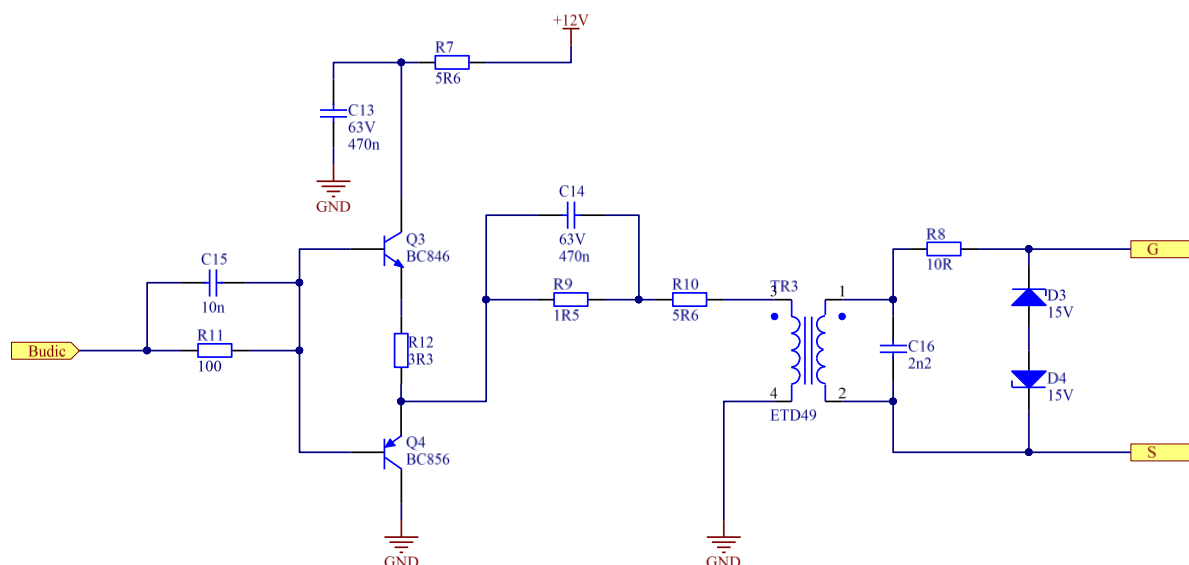 +12V
R7
5R6
C13
63V
470n
GND
C14
63V
470n
Q3
BC846
R8
10R
G
C15
10n
R9
1R5
R10
5R6
3
TR3
1
D3
15V
R11
100
Budic
R12
3R3
C16
2n2
D4
15V
4
2
ETD49
Q4
BC856
S
GND
GND